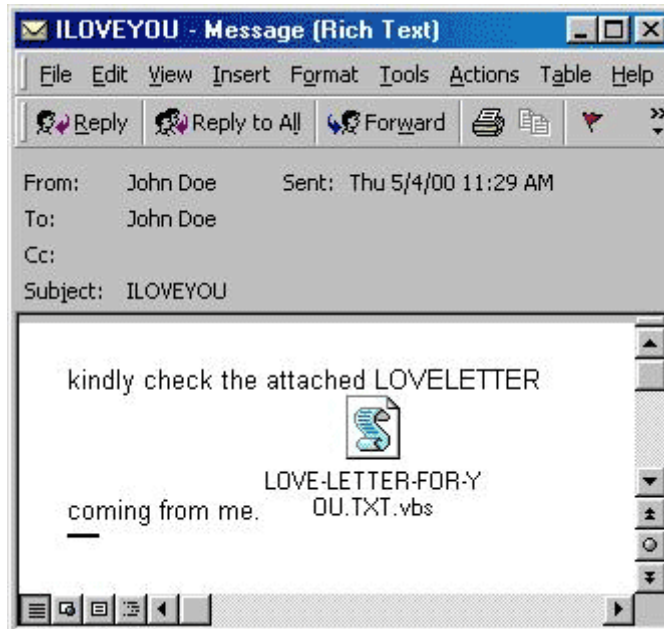 ILOVEYOU - Message (Rich Text)
File Edit View Insert Format Tools Actions Table Help
Reply Reply to All Forward
From: John Doe Sent: Thu 5/4/00 11:29 AM
To: John Doe
Cc:
Subject: ILOVEYOU
kindly check the attached LOVELETTER
LOVE-LETTER-FOR-Y
OU.TXT.vbs
coming from me.